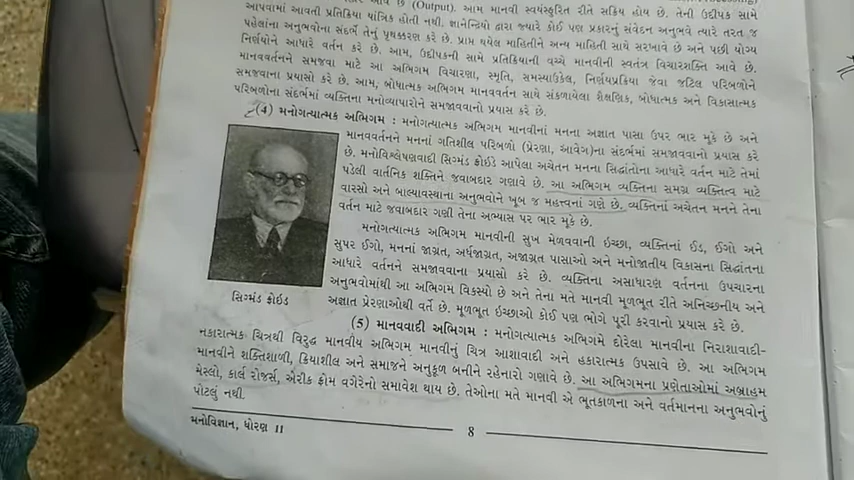 (Output). આમ માનવી સ્વયંસ્ફુરિત રીતે સક્રિય હોય છે. તેની ઉદ્દીપક સામે
આપવામાં આવતી પ્રતિક્રિયા યાંત્રિક હોતી નથી. જ્ઞાનેન્દ્રિયો દ્વારા જ્યારે કોઈ પણ પ્રકારનું સંવેદન અનુભવે ત્યારે તરત જ
પહેલાંના અનુભવોના સંદર્ભે તેનું પૃથક્કરણ કરે છે. પ્રાપ્ત થયેલ માહિતીને અન્ય માહિતી સાથે સરખાવે છે અને પછી યોગ્ય
નિર્ણયોને આધારે વર્તન કરે છે. આમ, ઉદ્દીપકની સામે પ્રતિક્રિયાની વચ્ચે માનવીની સ્વતંત્ર વિચારશક્તિ આવે છે.
માનવવર્તનને સમજવા માટે આ અભિગમ વિચારણા, સ્મૃતિ, સમસ્યાઉકેલ, નિર્ણયપ્રક્રિયા જેવા જટિલ પરિબળોને
સમજવાના પ્રયાસો કરે છે. આમ, બોધાત્મક અભિગમ માનવવર્તન સાથે સંકળાયેલા શૈક્ષણિક, બોધાત્મક અને વિકાસાત્મક
પરિબળોના સંદર્ભમાં વ્યક્તિના મનોવ્યાપારોને સમજાવવાનો પ્રયાસ કરે છે.
(4) મનોગત્યાત્મક અભિગમ : મનોગત્યાત્મક અભિગમ માનવીનાં મનના અજ્ઞાત પાસા ઉપર ભાર મૂકે છે અને
માનવવર્તનને મનમાં ગતિશીલ પરિબળો (પ્રેરણા, આવેગ)ના સંદર્ભમાં સમજાવવાનો પ્રયાસ કરે
છે. મનોવિશ્લેષણવાદી સિગ્મંડ ફ્રોઈડે આપેલા અચેતન મનના સિદ્ધાંતોના આધારે વર્તન માટે તેમાં
પડેલી વાર્તનિક શક્તિને જવાબદાર ગણાવે છે. આ અભિગમ વ્યક્તિના સમગ્ર વ્યક્તિત્વ માટે
વારસો અને બાલ્યાવસ્થાના અનુભવોને ખૂબ જ મહત્ત્વનાં ગણે છે. વ્યક્તિનાં અચેતન મનને તેના
વર્તન માટે જવાબદાર ગણી તેના અભ્યાસ પર ભાર મૂકે છે.
મનોગત્યાત્મક અભિગમ માનવીની સુખ મેળવવાની ઇચ્છા, વ્યક્તિનાં ઈડ, ઈગો અને
સુપર ઈગો, મનનાં જાગ્રત, અર્ધજાગ્રત, અજાગ્રત પાસાઓ અને મનોજાતીય વિકાસના સિદ્ધાંતના
આધારે વર્તનને સમજાવવાના પ્રયાસો કરે છે. વ્યક્તિના અસાધારણ વર્તનના ઉપચારના
અનુભવોમાંથી આ અભિગમ વિકસ્યો છે અને તેના મતે માનવી મૂળભૂત રીતે અનિચ્છનીય અને
અજ્ઞાત પ્રેરણાઓથી વર્તે છે. મૂળભૂત ઇચ્છાઓ કોઈ પણ ભોગે પૂરી કરવાનો પ્રયાસ કરે છે.
સિગ્મંડ ફ્રોઈડ
(5) માનવવાદી અભિગમ : મનોગત્યાત્મક અભિગમે દોરેલા માનવીના નિરાશાવાદી-
નકારાત્મક ચિત્રથી વિરુદ્ધ માનવીય અભિગમ માનવીનું ચિત્ર આશાવાદી અને હકારાત્મક ઉપસાવે છે. આ અભિગમ
માનવીને શક્તિશાળી, ક્રિયાશીલ અને સમાજને અનુકૂળ બનીને રહેનારો ગણાવે છે. આ અભિગમના પ્રણેતાઓમાં અબ્રાહમ
મેસ્લો, કાર્લ રોજર્સ, એરીક ફ્રોમ વગેરેનો સમાવેશ થાય છે. તેઓના મતે માનવી એ ભૂતકાળના અને વર્તમાનના અનુભવોનું
પોટલું નથી.
મનોવિજ્ઞાન, ધોરણ 11
8